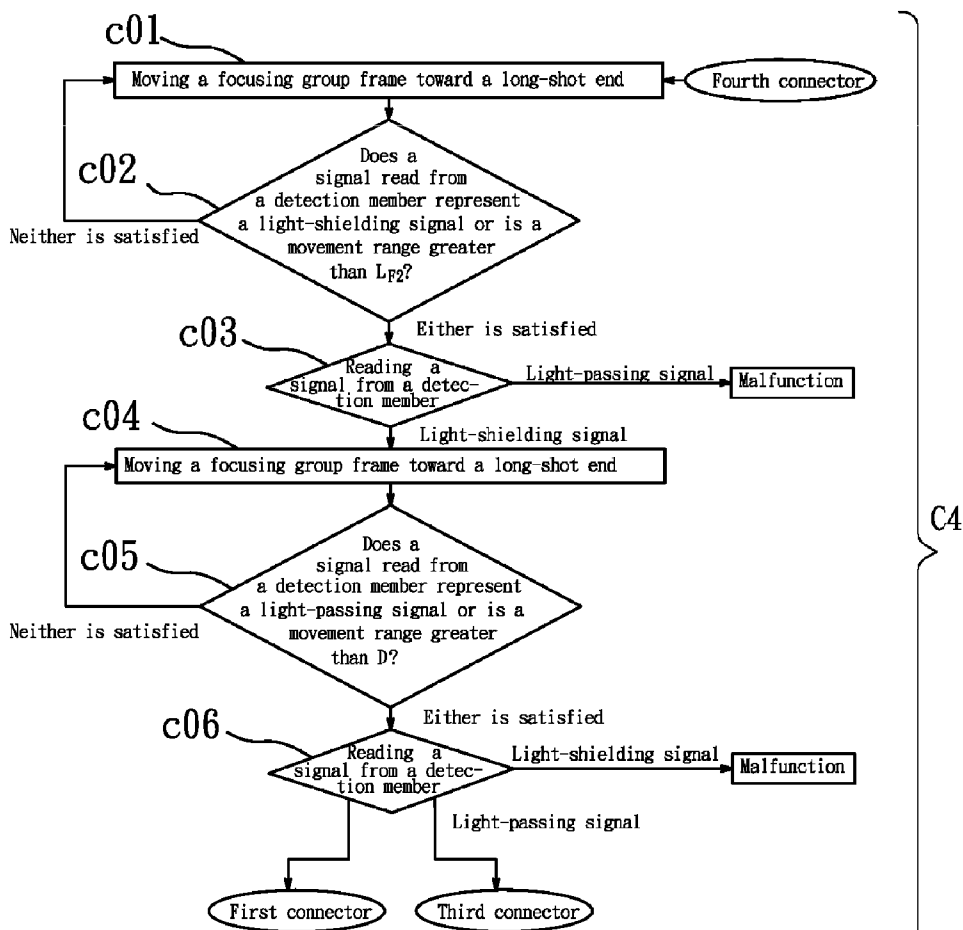 c01
Moving a focusing group frame toward a long-shot end
Fourth connector
c02
Does a
signal read from
a detection member represent
a light-shielding signal or is a
movement range greater
than LF2?
Neither is satisfied
Either is satisfied
c03
Reading a
signal from a detec-
tion member
Light-passing signal
Malfunction
Light-shielding signal
c04
Moving a focusing group frame toward a long-shot end
c05
Does a
signal read from
a detection member represent
a light-passing signal or is a
movement range greater
than D?
Neither is satisfied
C4
Either is satisfied
c06
Reading a
signal from a detec-
tion member
Light-shielding signal
Malfunction
Light-passing signal
First connector
Third connector